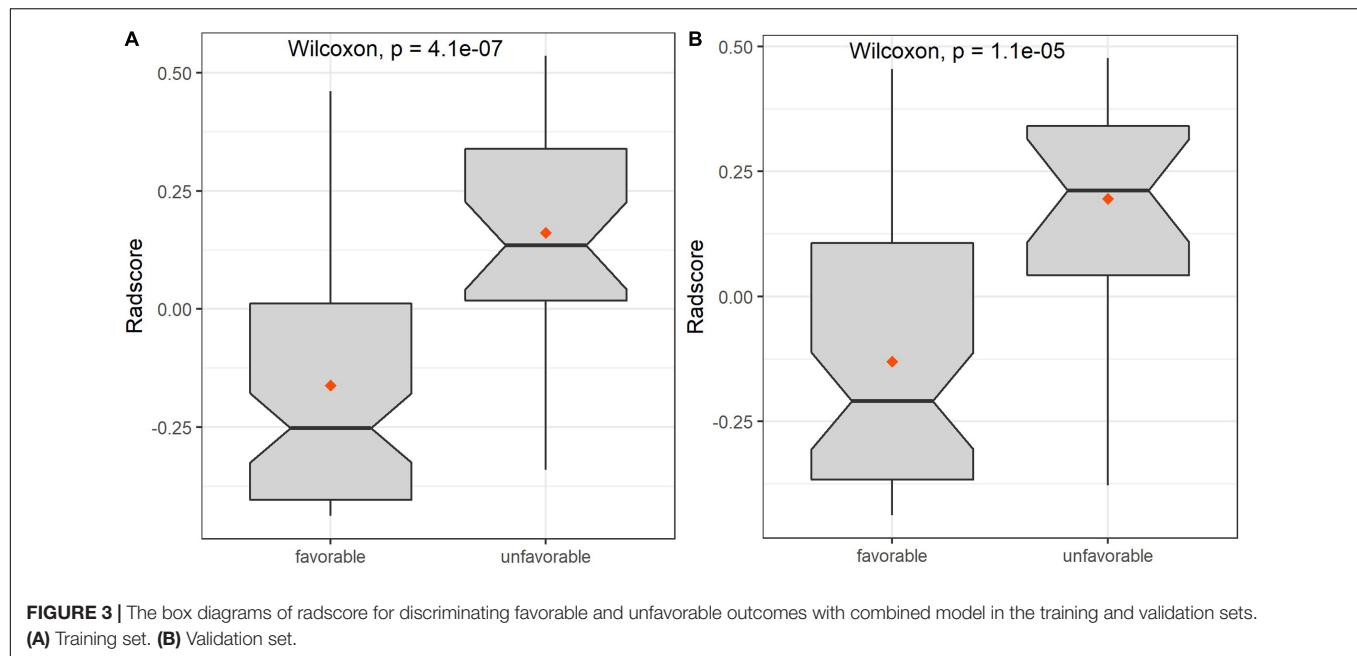 A
Wilcoxon, p = 4.1e-07
0.50
0.25
0.00
-0.25
Radscore
favorable unfavorable
B
Wilcoxon, p = 1.1e-05
0.50
0.25
0.00
-0.25
Radscore
favorable unfavorable
FIGURE 3 | The box diagrams of radscore for discriminating favorable and unfavorable outcomes with combined model in the training and validation sets.
(A) Training set. (B) Validation set.